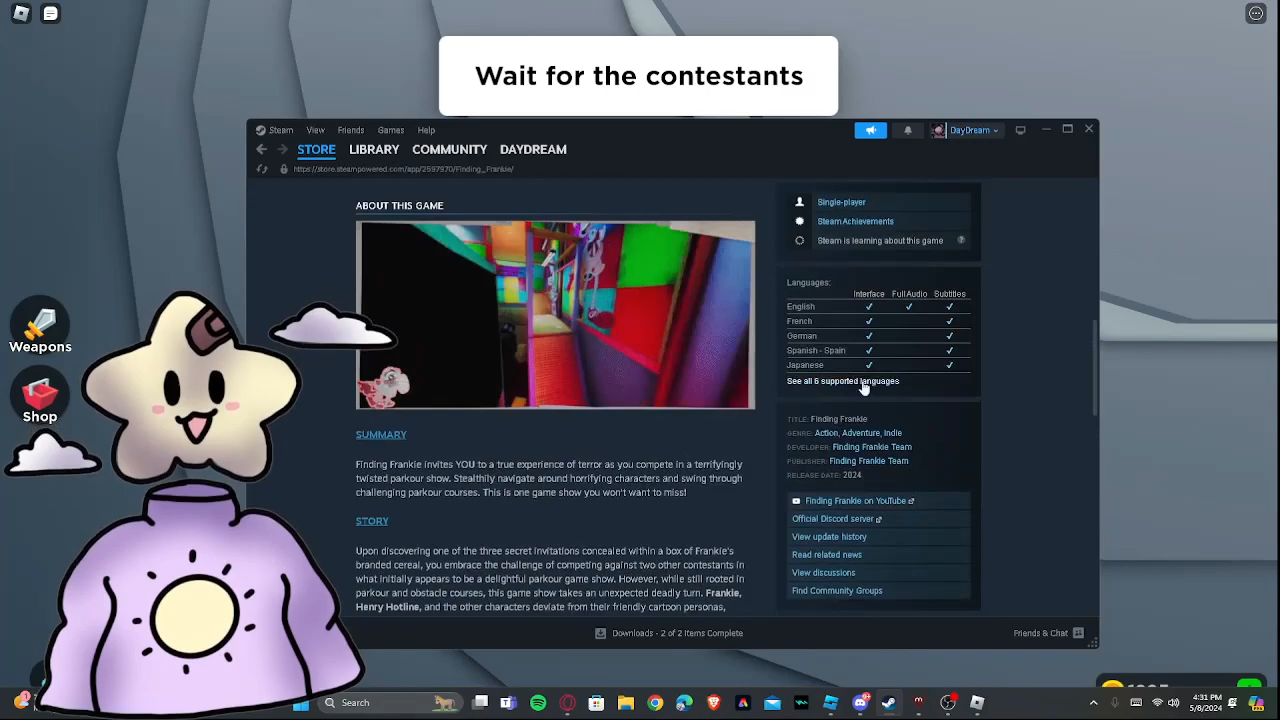 Wait for the contestants
Steam View Friends Games Help
DayDream
STORE LIBRARY COMMUNITY DAYDREAM
https://store.steampowered.com/app/2597970/Finding_Frankie/
ABOUT THIS GAME
Single-player
Steam Achievements
Steam is learning about this game ?
Languages:
Interface Full Audio Subtitles
English ✓ ✓ ✓
French ✓ ✓
German ✓ ✓
Spanish - Spain ✓ ✓
Japanese ✓ ✓
See all 6 supported languages
Weapons
Shop
TITLE: Finding Frankie
GENRE: Action, Adventure, Indie
DEVELOPER: Finding Frankie Team
PUBLISHER: Finding Frankie Team
RELEASE DATE: 2024
SUMMARY
Finding Frankie invites YOU to a true experience of terror as you compete in a terrifyingly
twisted parkour show. Stealthily navigate around horrifying characters and swing through
challenging parkour courses. This is one game show you won't want to miss!
STORY
Upon discovering one of the three secret invitations concealed within a box of Frankie's
branded cereal, you embrace the challenge of competing against two other contestants in
what initially appears to be a delightful parkour game show. However, while still rooted in
parkour and obstacle courses, this game show takes an unexpected deadly turn. Frankie,
Henry Hotline, and the other characters deviate from their friendly cartoon personas,
Finding Frankie on YouTube
Official Discord server
View update history
Read related news
View discussions
Find Community Groups
Downloads - 2 of 2 Items Complete
Friends & Chat
Search
4:31 PM
5/8/2024